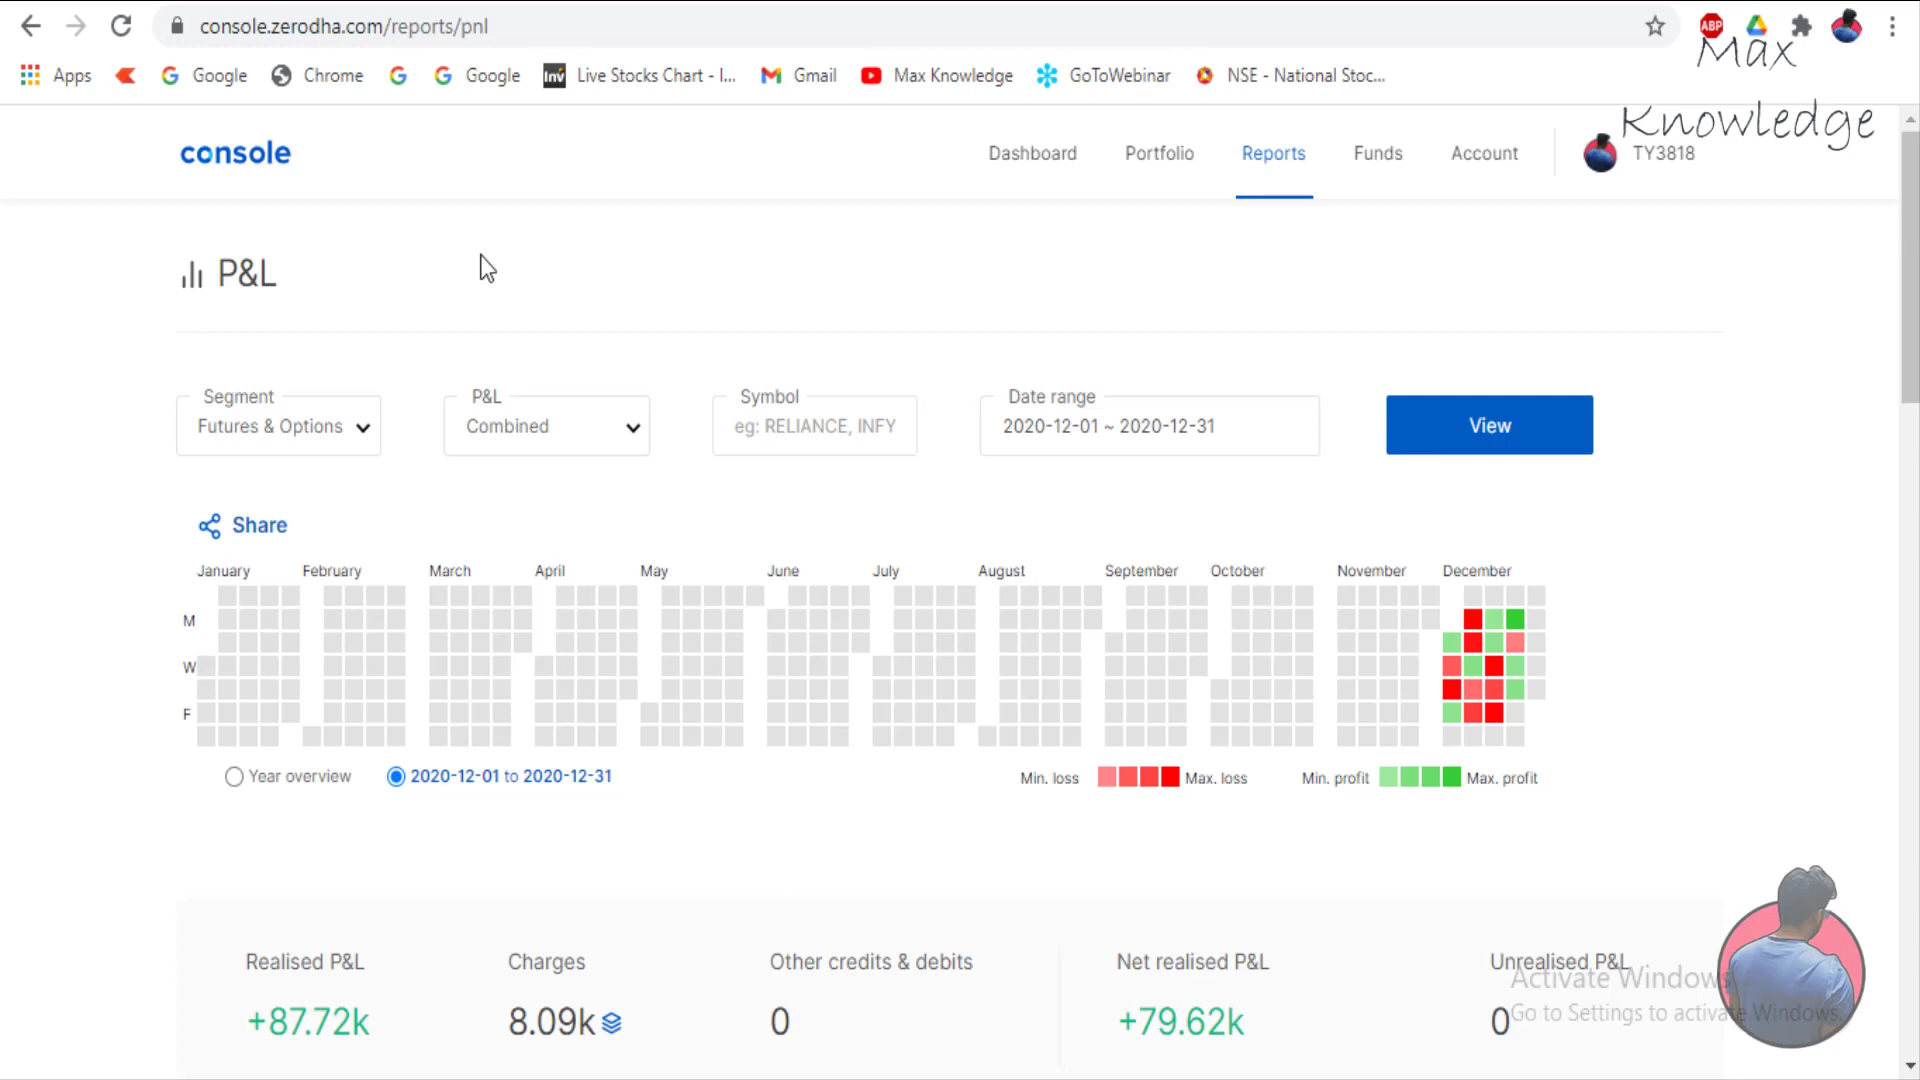 console.zerodha.com/reports/pnl
ABP
Max
Apps
Google
Chrome
Google
Inv
Live Stocks Chart - I...
Gmail
Max Knowledge
GoToWebinar
NSE - National Stoc...
Knowledge
console
Dashboard
Portfolio
Reports
Funds
Account
TY3818
P&L
Segment
Futures & Options
P&L
Combined
Symbol
eg: RELIANCE, INFY
Date range
2020-12-01 ~ 2020-12-31
View
Share
January
February
March
April
May
June
July
August
September
October
November
December
M
W
F
Year overview
2020-12-01 to 2020-12-31
Min. loss
Max. loss
Min. profit
Max. profit
Realised P&L
Charges
Other credits & debits
Net realised P&L
Unrealised P&L
Activate Windows
+87.72k
8.09k
0
+79.62k
0
Go to Settings to activate Windows.